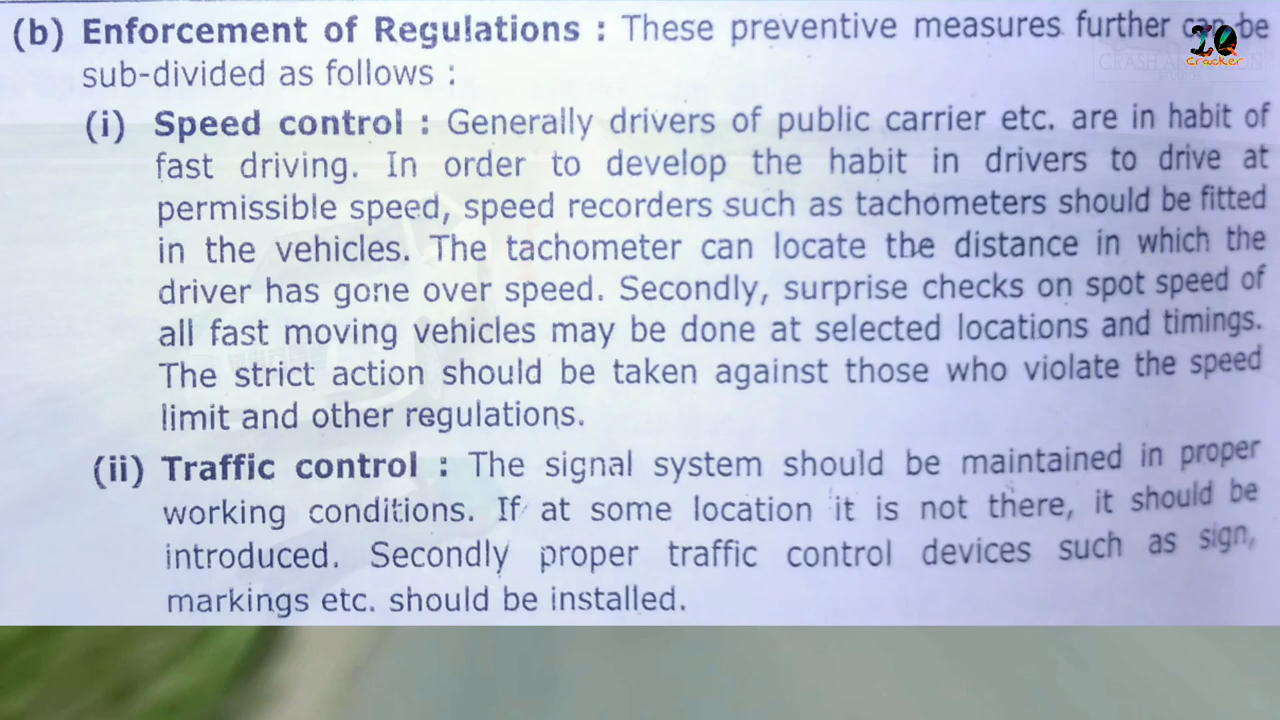 (b) Enforcement of Regulations : These preventive measures further can be
sub-divided as follows :
(i) Speed control : Generally drivers of public carrier etc. are in habit of
fast driving. In order to develop the habit in drivers to drive at
permissible speed, speed recorders such as tachometers should be fitted
in the vehicles. The tachometer can locate the distance in which the
driver has gone over speed. Secondly, surprise checks on spot speed of
all fast moving vehicles may be done at selected locations and timings.
The strict action should be taken against those who violate the speed
limit and other regulations.
(ii) Traffic control : The signal system should be maintained in proper
working conditions. If at some location it is not there, it should be
introduced. Secondly proper traffic control devices such as sign,
markings etc. should be installed.
IQ
cracker
CRASH